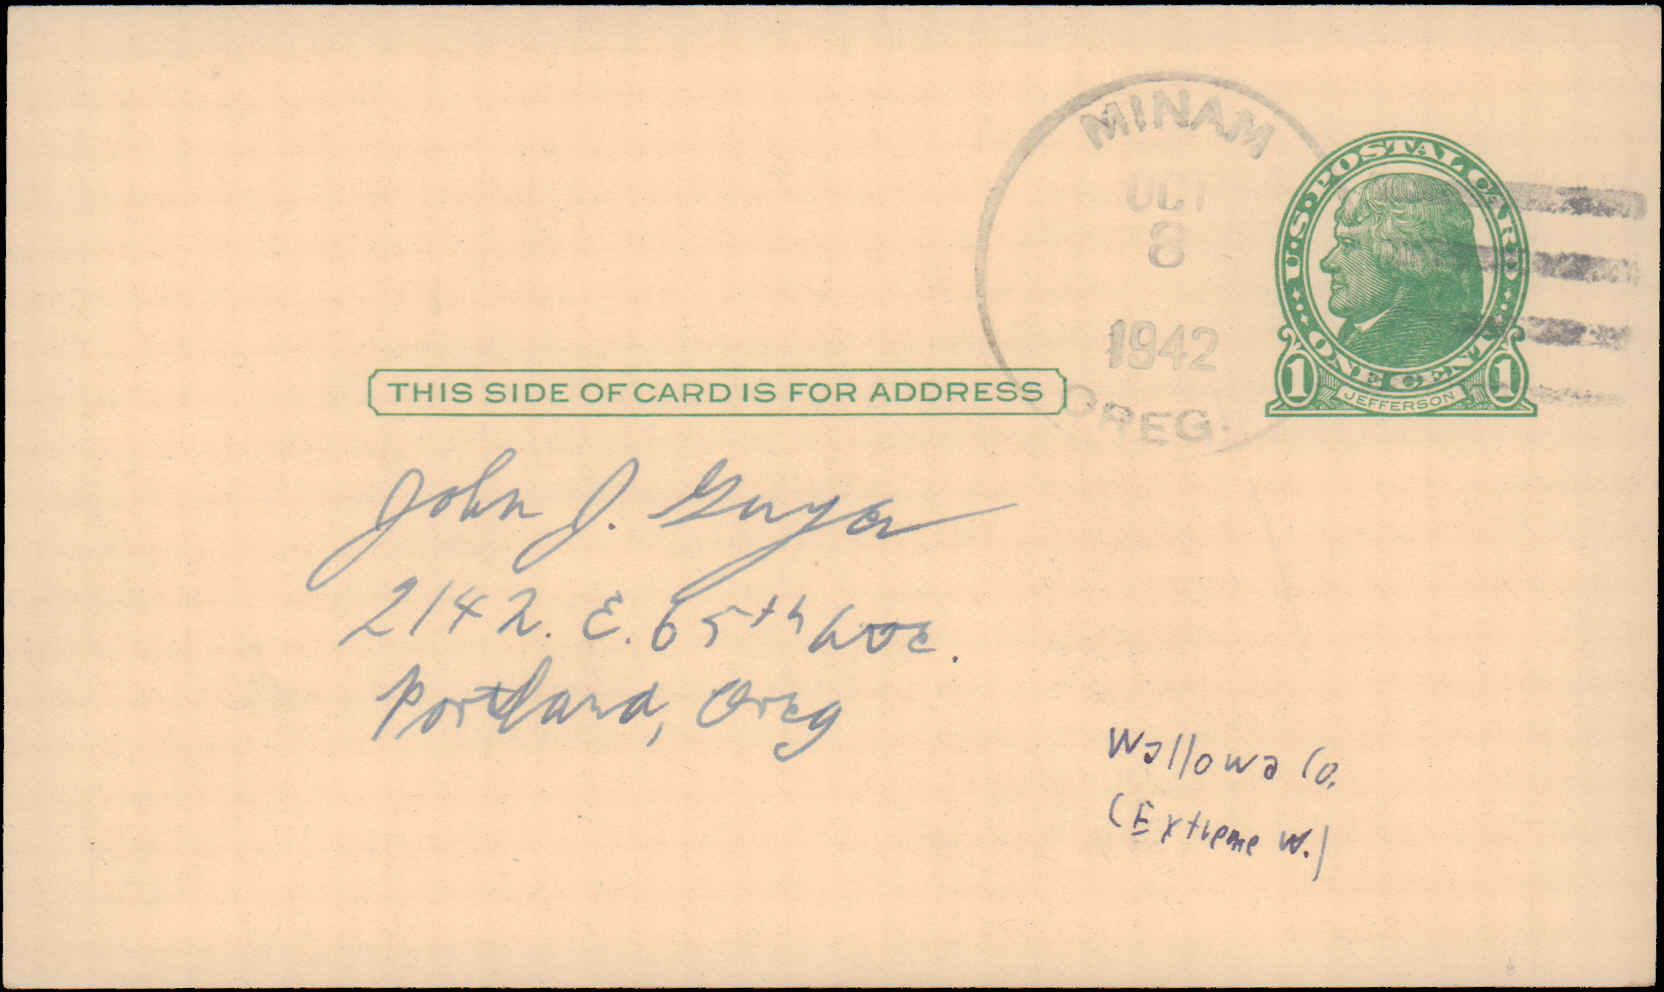 MINAM
OCT
8
1942
OREG.
U.S. POSTAL CARD
ONE CENT
1 JEFFERSON 1
THIS SIDE OF CARD IS FOR ADDRESS
John J. Guyer
2142. E. 65th Ave.
Portland, Oreg
Wallowa Co.
(Extreme W.)